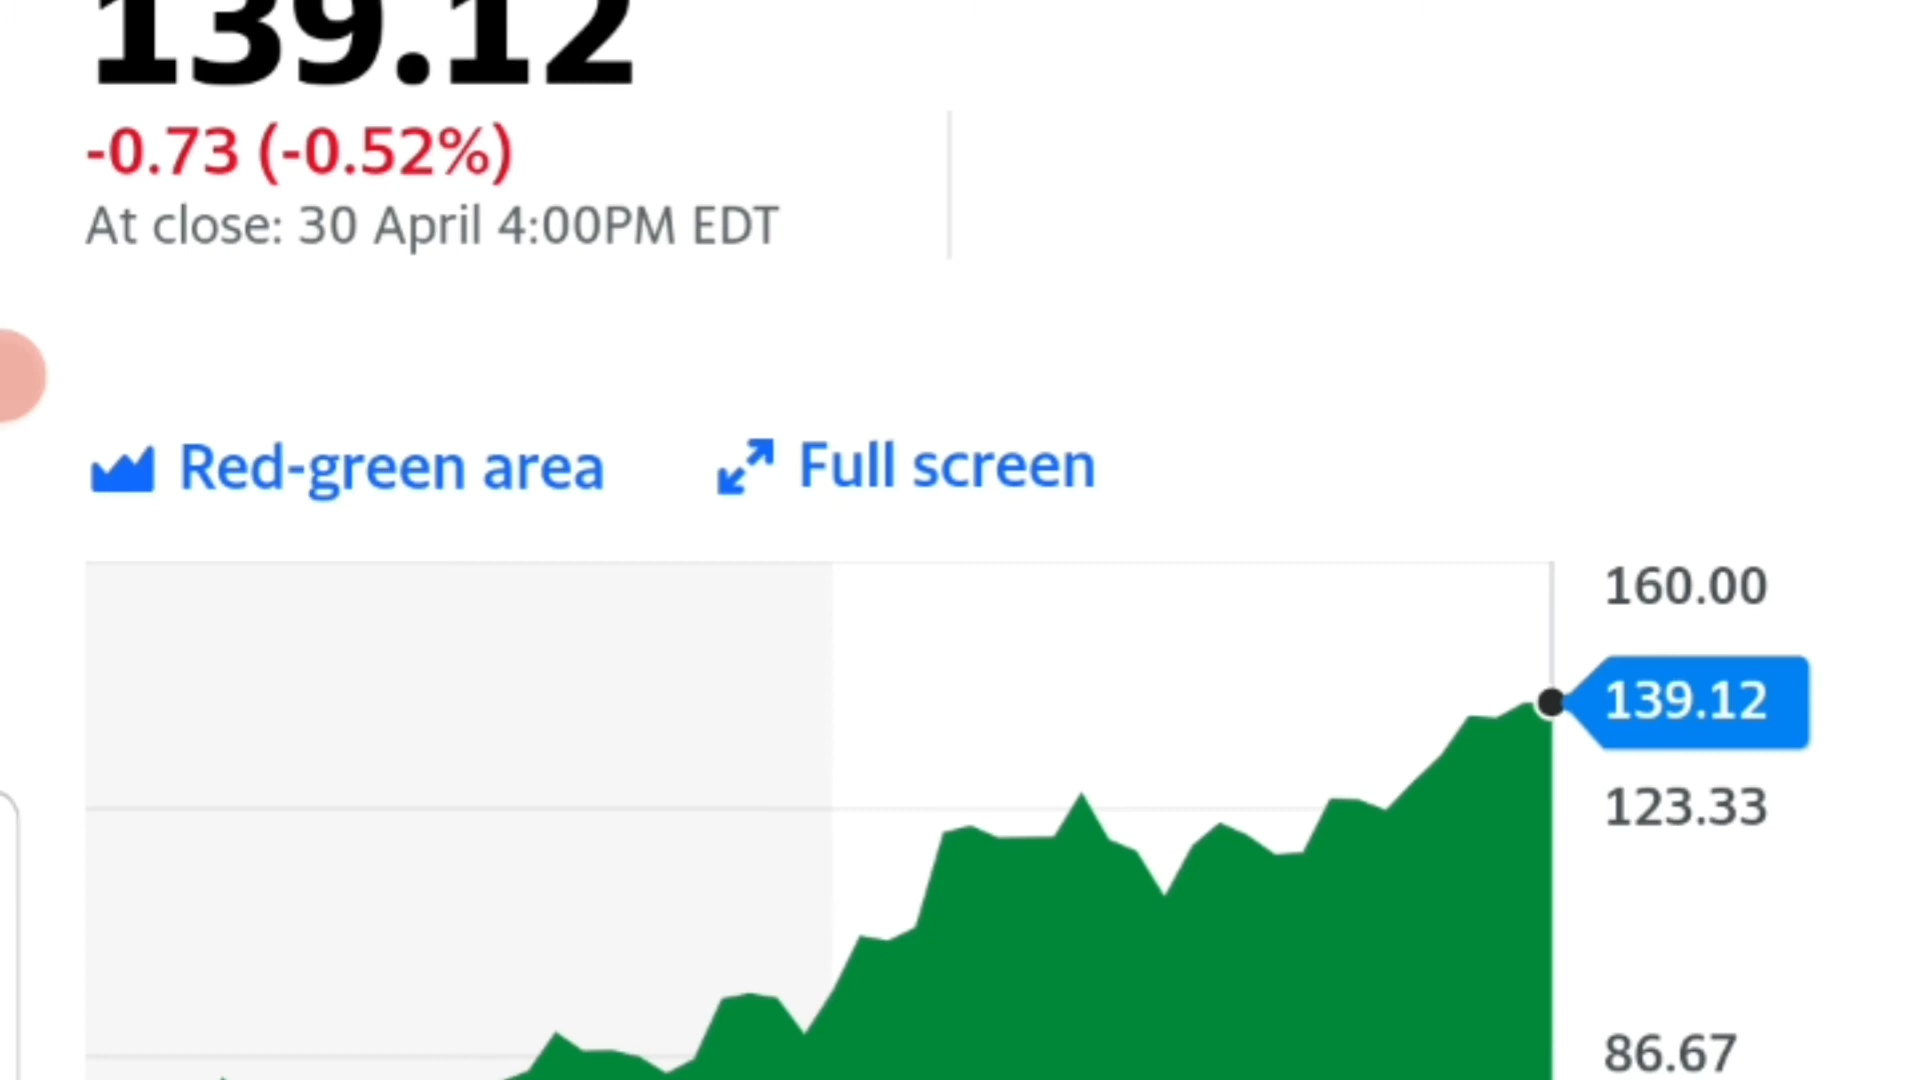 139.12
-0.73 (-0.52%)
At close: 30 April 4:00PM EDT
Red-green area
Full screen
160.00
139.12
123.33
86.67